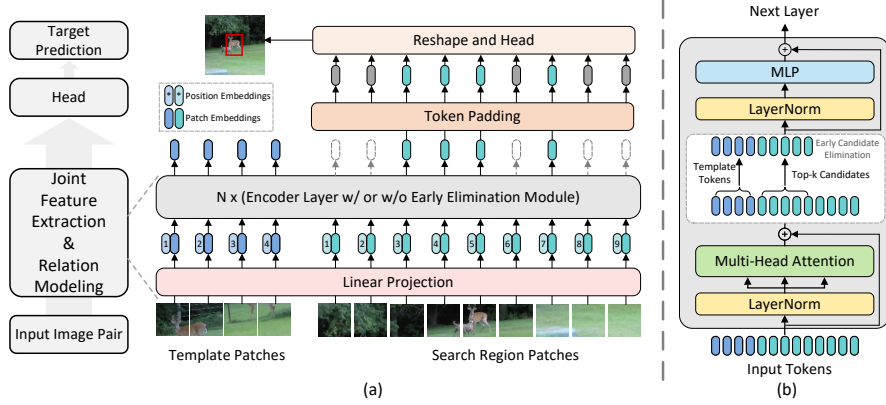 Target
Prediction
Head
Joint
Feature
Extraction
&
Relation
Modeling
Input Image Pair
Reshape and Head
* * Position Embeddings
Patch Embeddings
Token Padding
N x (Encoder Layer w/ or w/o Early Elimination Module)
1 2 3 4 1 2 3 4 5 6 7 8 9
Linear Projection
Template Patches
Search Region Patches
(a)
Next Layer
+
MLP
LayerNorm
Early Candidate
Elimination
Template
Tokens
Top-k Candidates
+
Multi-Head Attention
LayerNorm
Input Tokens
(b)